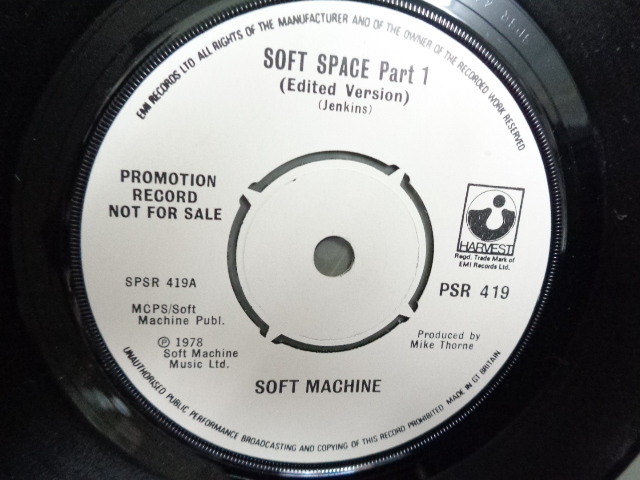 EMI RECORDS LTD ALL RIGHTS OF THE MANUFACTURER AND OF THE OWNER OF THE RECORDED WORK RESERVED
SOFT SPACE Part 1
(Edited Version)
(Jenkins)
PROMOTION
RECORD
NOT FOR SALE
HARVEST
Regd. Trade Mark of
EMI Records Ltd.
SPSR 419A
PSR 419
MCPS/Soft
Machine Publ.
℗ 1978
Soft Machine
Music Ltd.
Produced by
Mike Thorne
SOFT MACHINE
UNAUTHORISED PUBLIC PERFORMANCE BROADCASTING AND COPYING OF THIS RECORD PROHIBITED MADE IN GT BRITAIN